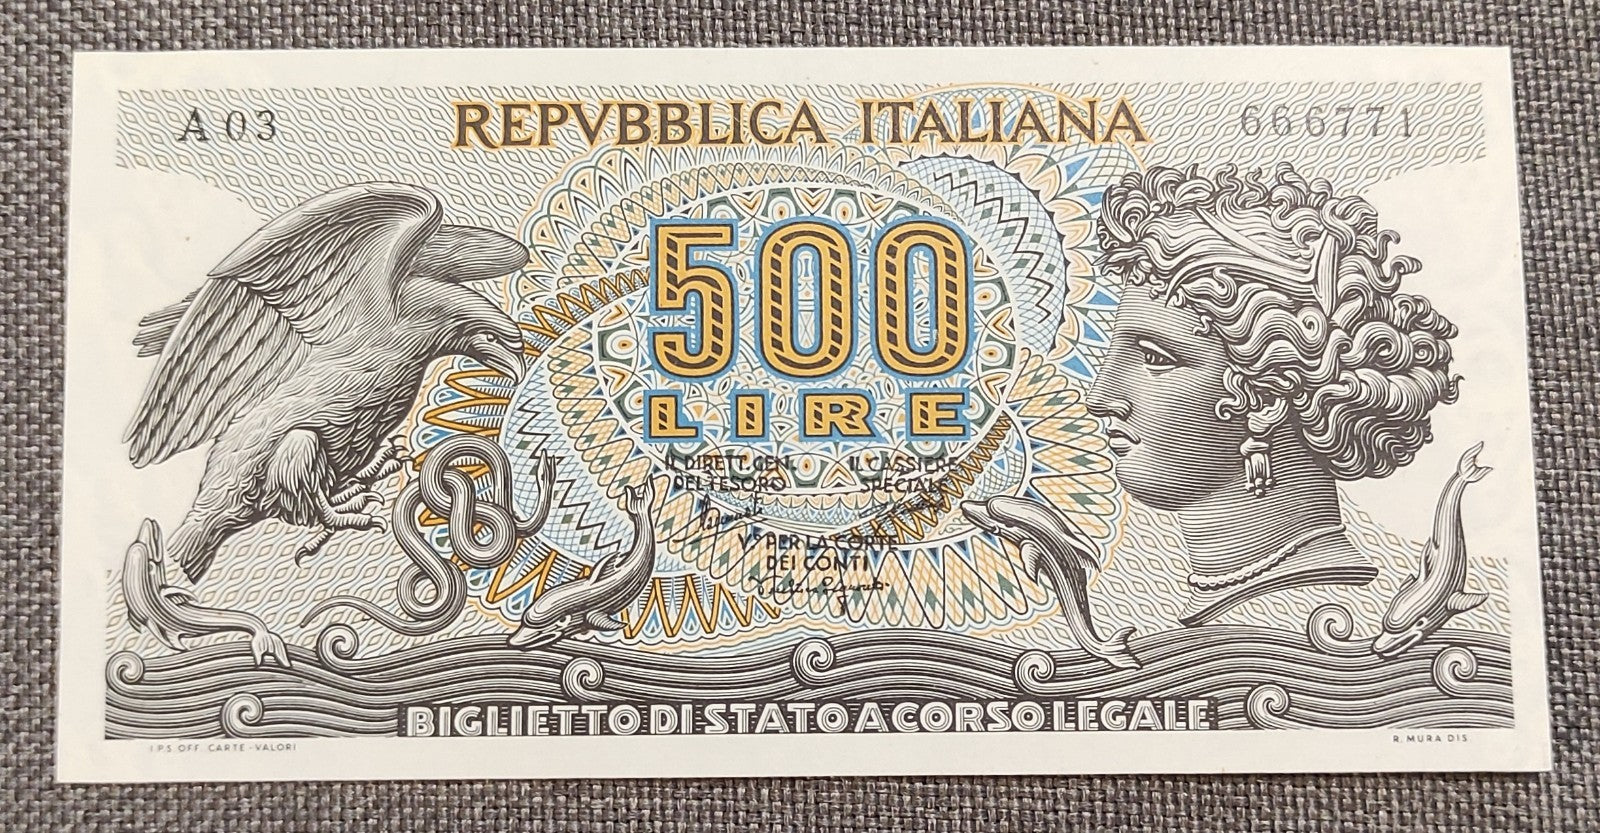 A 03
REPVBBLICA ITALIANA
666771
500
LIRE
IL DIRETT. GEN.
DEL TESORO
IL CASSIERE
SPECIALE
Vº PER LA CORTE
DEI CONTI
BIGLIETTO DI STATO A CORSO LEGALE
I.P.S. OFF. CARTE-VALORI
R. MURA DIS.